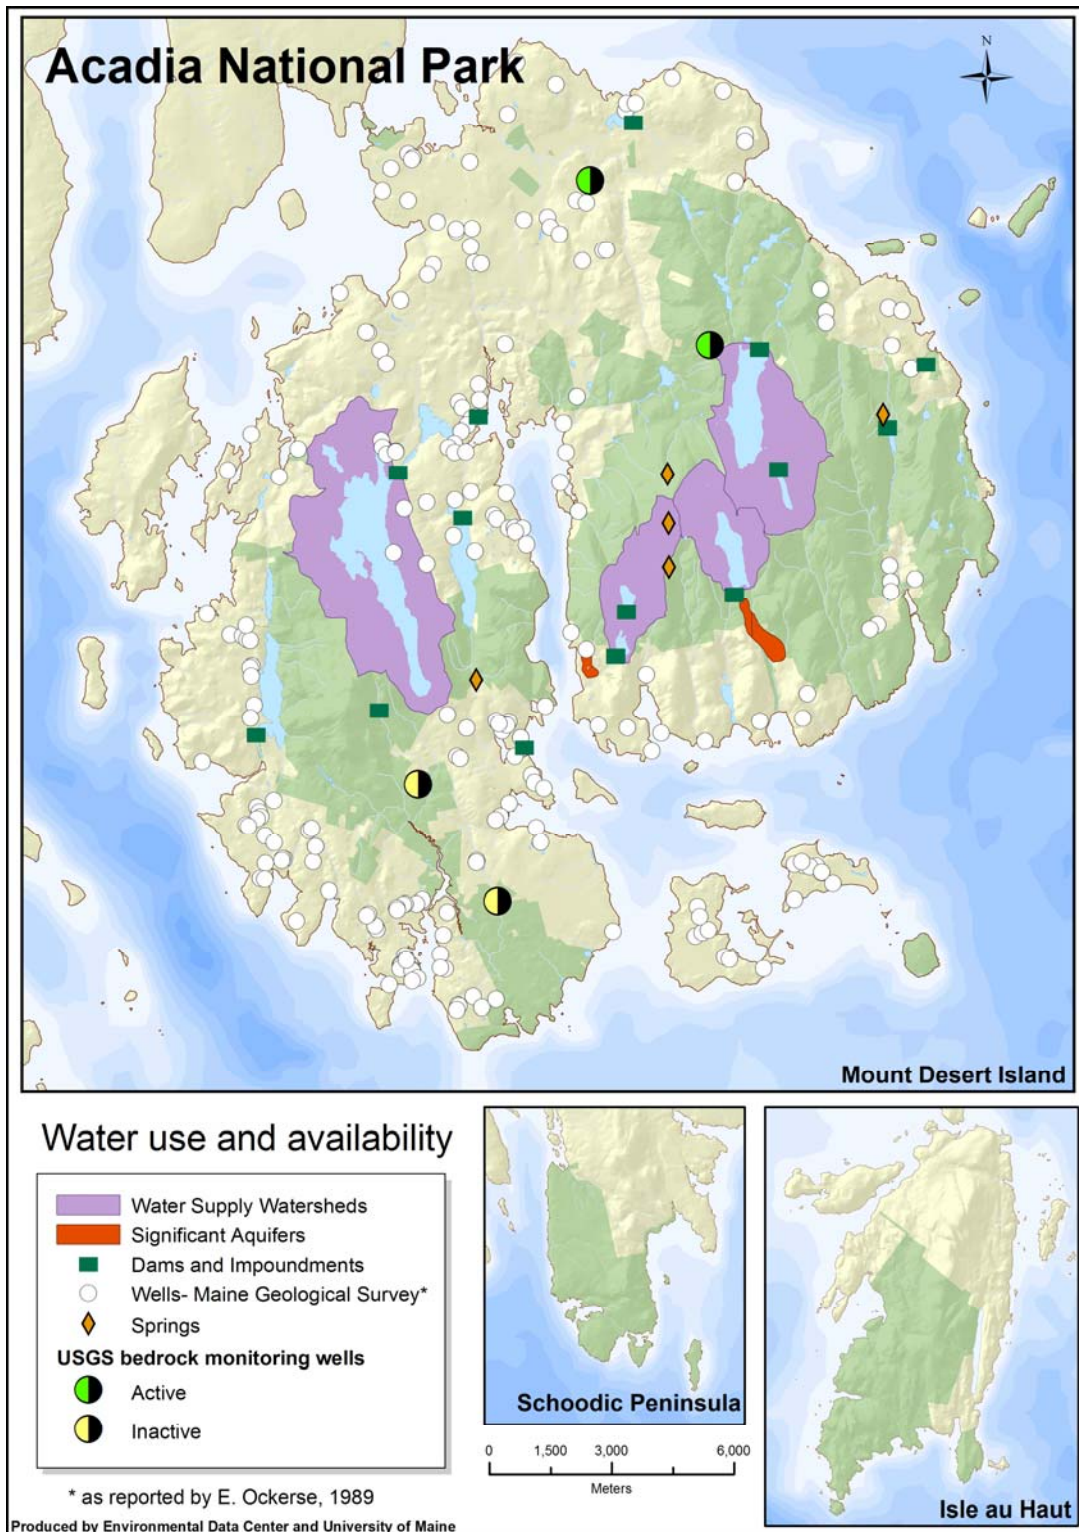 Acadia National Park
N
Mount Desert Island
Water use and availability
Water Supply Watersheds
Significant Aquifers
Dams and Impoundments
Wells- Maine Geological Survey*
Springs
USGS bedrock monitoring wells
Active
Inactive
* as reported by E. Ockerse, 1989
Produced by Environmental Data Center and University of Maine
Schoodic Peninsula
0 1,500 3,000 6,000
Meters
Isle au Haut